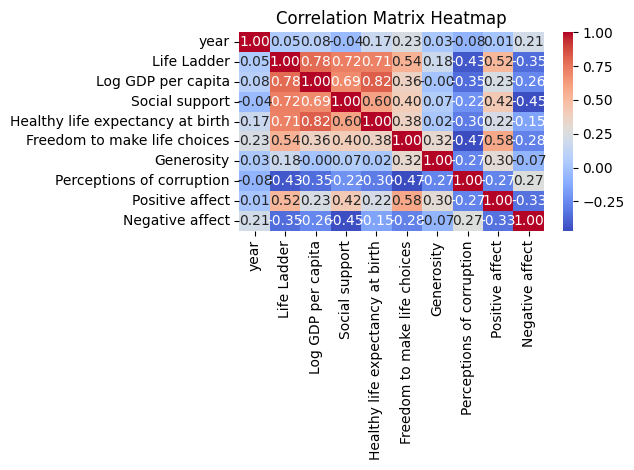 Correlation Matrix Heatmap
year 1.00 0.05 0.08 -0.04 0.17 0.23 0.03 -0.08 0.01 0.21
Life Ladder 0.05 1.00 0.78 0.72 0.71 0.54 0.18 -0.43 0.52 -0.35
Log GDP per capita 0.08 0.78 1.00 0.69 0.82 0.36 -0.00 -0.35 0.23 -0.26
Social support -0.04 0.72 0.69 1.00 0.60 0.40 0.07 -0.22 0.42 -0.45
Healthy life expectancy at birth 0.17 0.71 0.82 0.60 1.00 0.38 0.02 -0.30 0.22 -0.15
Freedom to make life choices 0.23 0.54 0.36 0.40 0.38 1.00 0.32 -0.47 0.58 -0.28
Generosity 0.03 0.18 -0.00 0.07 0.02 0.32 1.00 -0.27 0.30 -0.07
Perceptions of corruption -0.08 -0.43 -0.35 -0.22 -0.30 -0.47 -0.27 1.00 -0.27 0.27
Positive affect 0.01 0.52 0.23 0.42 0.22 0.58 0.30 -0.27 1.00 -0.33
Negative affect 0.21 -0.35 -0.26 -0.45 -0.15 -0.28 -0.07 0.27 -0.33 1.00
year
Life Ladder
Log GDP per capita
Social support
Healthy life expectancy at birth
Freedom to make life choices
Generosity
Perceptions of corruption
Positive affect
Negative affect
1.00
0.75
0.50
0.25
0.00
−0.25